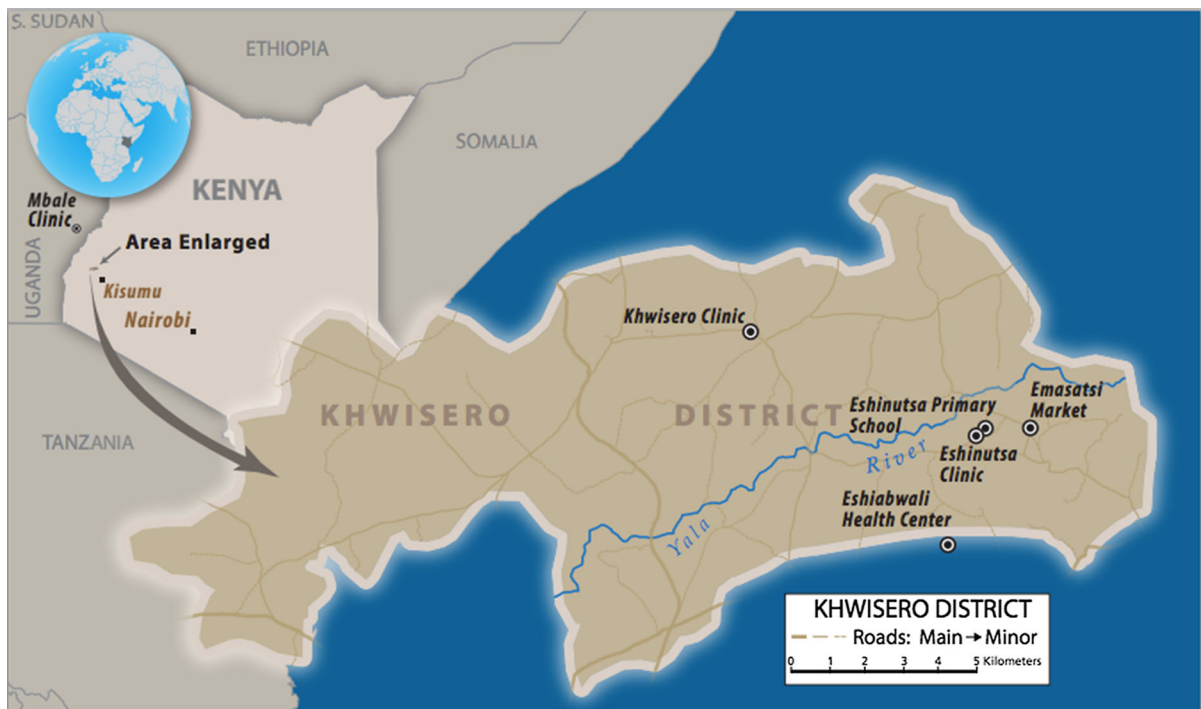 S. SUDAN
ETHIOPIA
SOMALIA
KENYA
Mbale
Clinic
Area Enlarged
UGANDA
Kisumu
Nairobi
TANZANIA
Khwisero Clinic
KHWISERO DISTRICT
Eshinutsa Primary
School
Emasatsi
Market
Eshinutsa
Clinic
River
Yala
Eshiabwali
Health Center
KHWISERO DISTRICT
Roads: Main → Minor
0 1 2 3 4 5 Kilometers